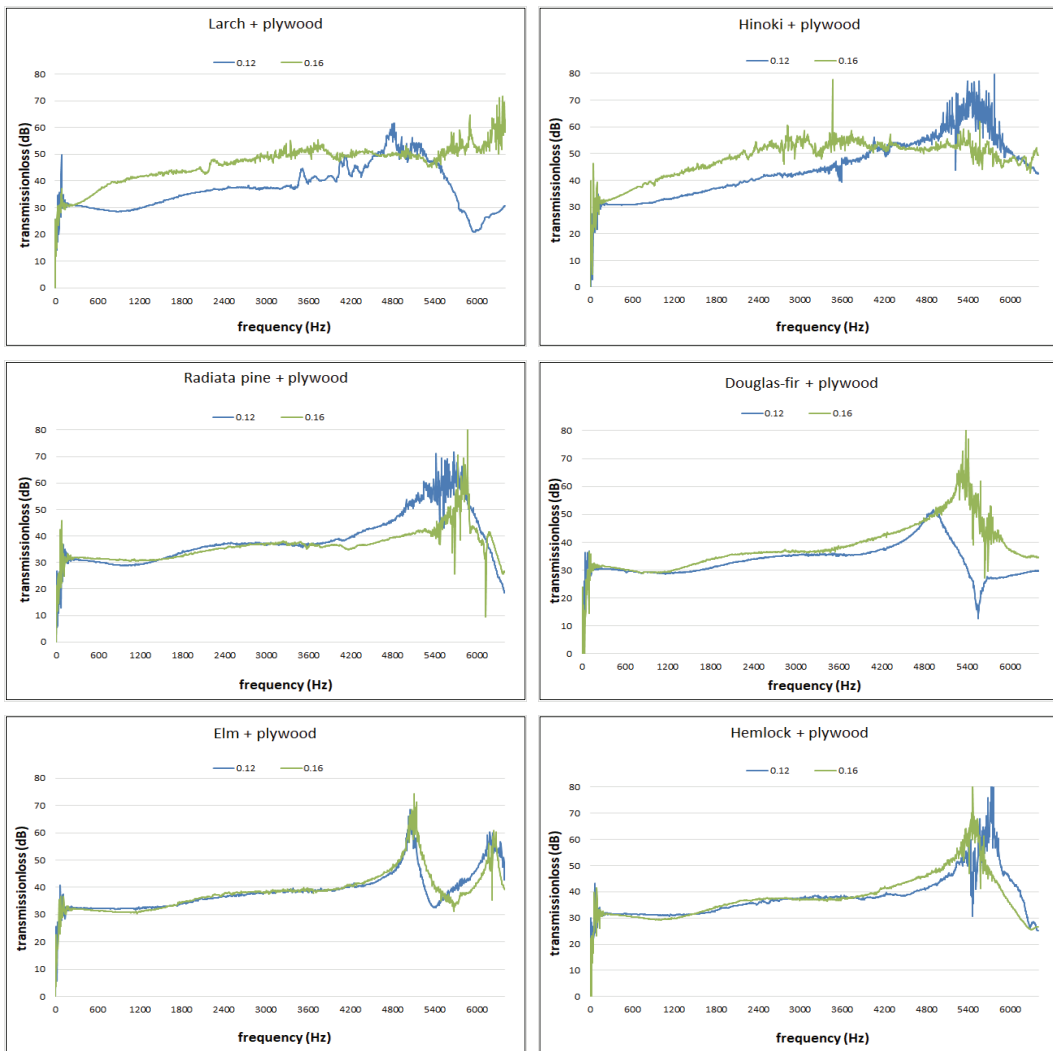 Larch + plywood
0.12 0.16
transmissionloss (dB)
80
70
60
50
40
30
20
10
0
0 600 1200 1800 2400 3000 3600 4200 4800 5400 6000
frequency (Hz)
Hinoki + plywood
0.12 0.16
transmissionloss (dB)
80
70
60
50
40
30
20
10
0
0 600 1200 1800 2400 3000 3600 4200 4800 5400 6000
frequency (Hz)
Radiata pine + plywood
0.12 0.16
transmissionloss (dB)
80
70
60
50
40
30
20
10
0
0 600 1200 1800 2400 3000 3600 4200 4800 5400 6000
frequency (Hz)
Douglas-fir + plywood
0.12 0.16
transmissionloss (dB)
80
70
60
50
40
30
20
10
0
0 600 1200 1800 2400 3000 3600 4200 4800 5400 6000
frequency (Hz)
Elm + plywood
0.12 0.16
transmissionloss (dB)
80
70
60
50
40
30
20
10
0
0 600 1200 1800 2400 3000 3600 4200 4800 5400 6000
frequency (Hz)
Hemlock + plywood
0.12 0.16
transmissionloss (dB)
80
70
60
50
40
30
20
10
0
0 600 1200 1800 2400 3000 3600 4200 4800 5400 6000
frequency (Hz)